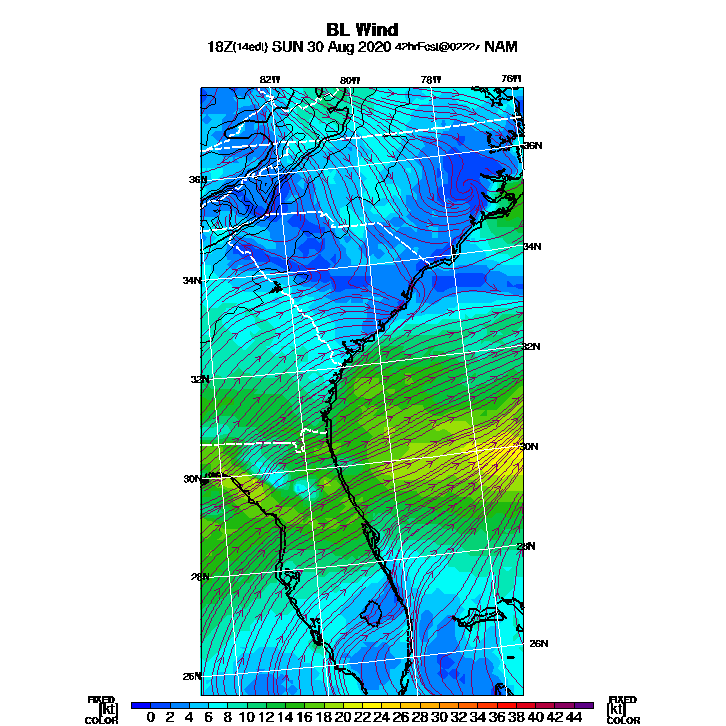 BL Wind
18Z(14edt) SUN 30 Aug 2020 42hrFcst@0222z NAM
82W 80W 78W 76W
36N
36N
34N
34N
32N
32N
30N
30N
28N
28N
26N
26N
FIXED FIXED
[kt] 0 2 4 6 8 10 12 14 16 18 20 22 24 26 28 30 32 34 36 38 40 42 44 [kt]
COLOR COLOR